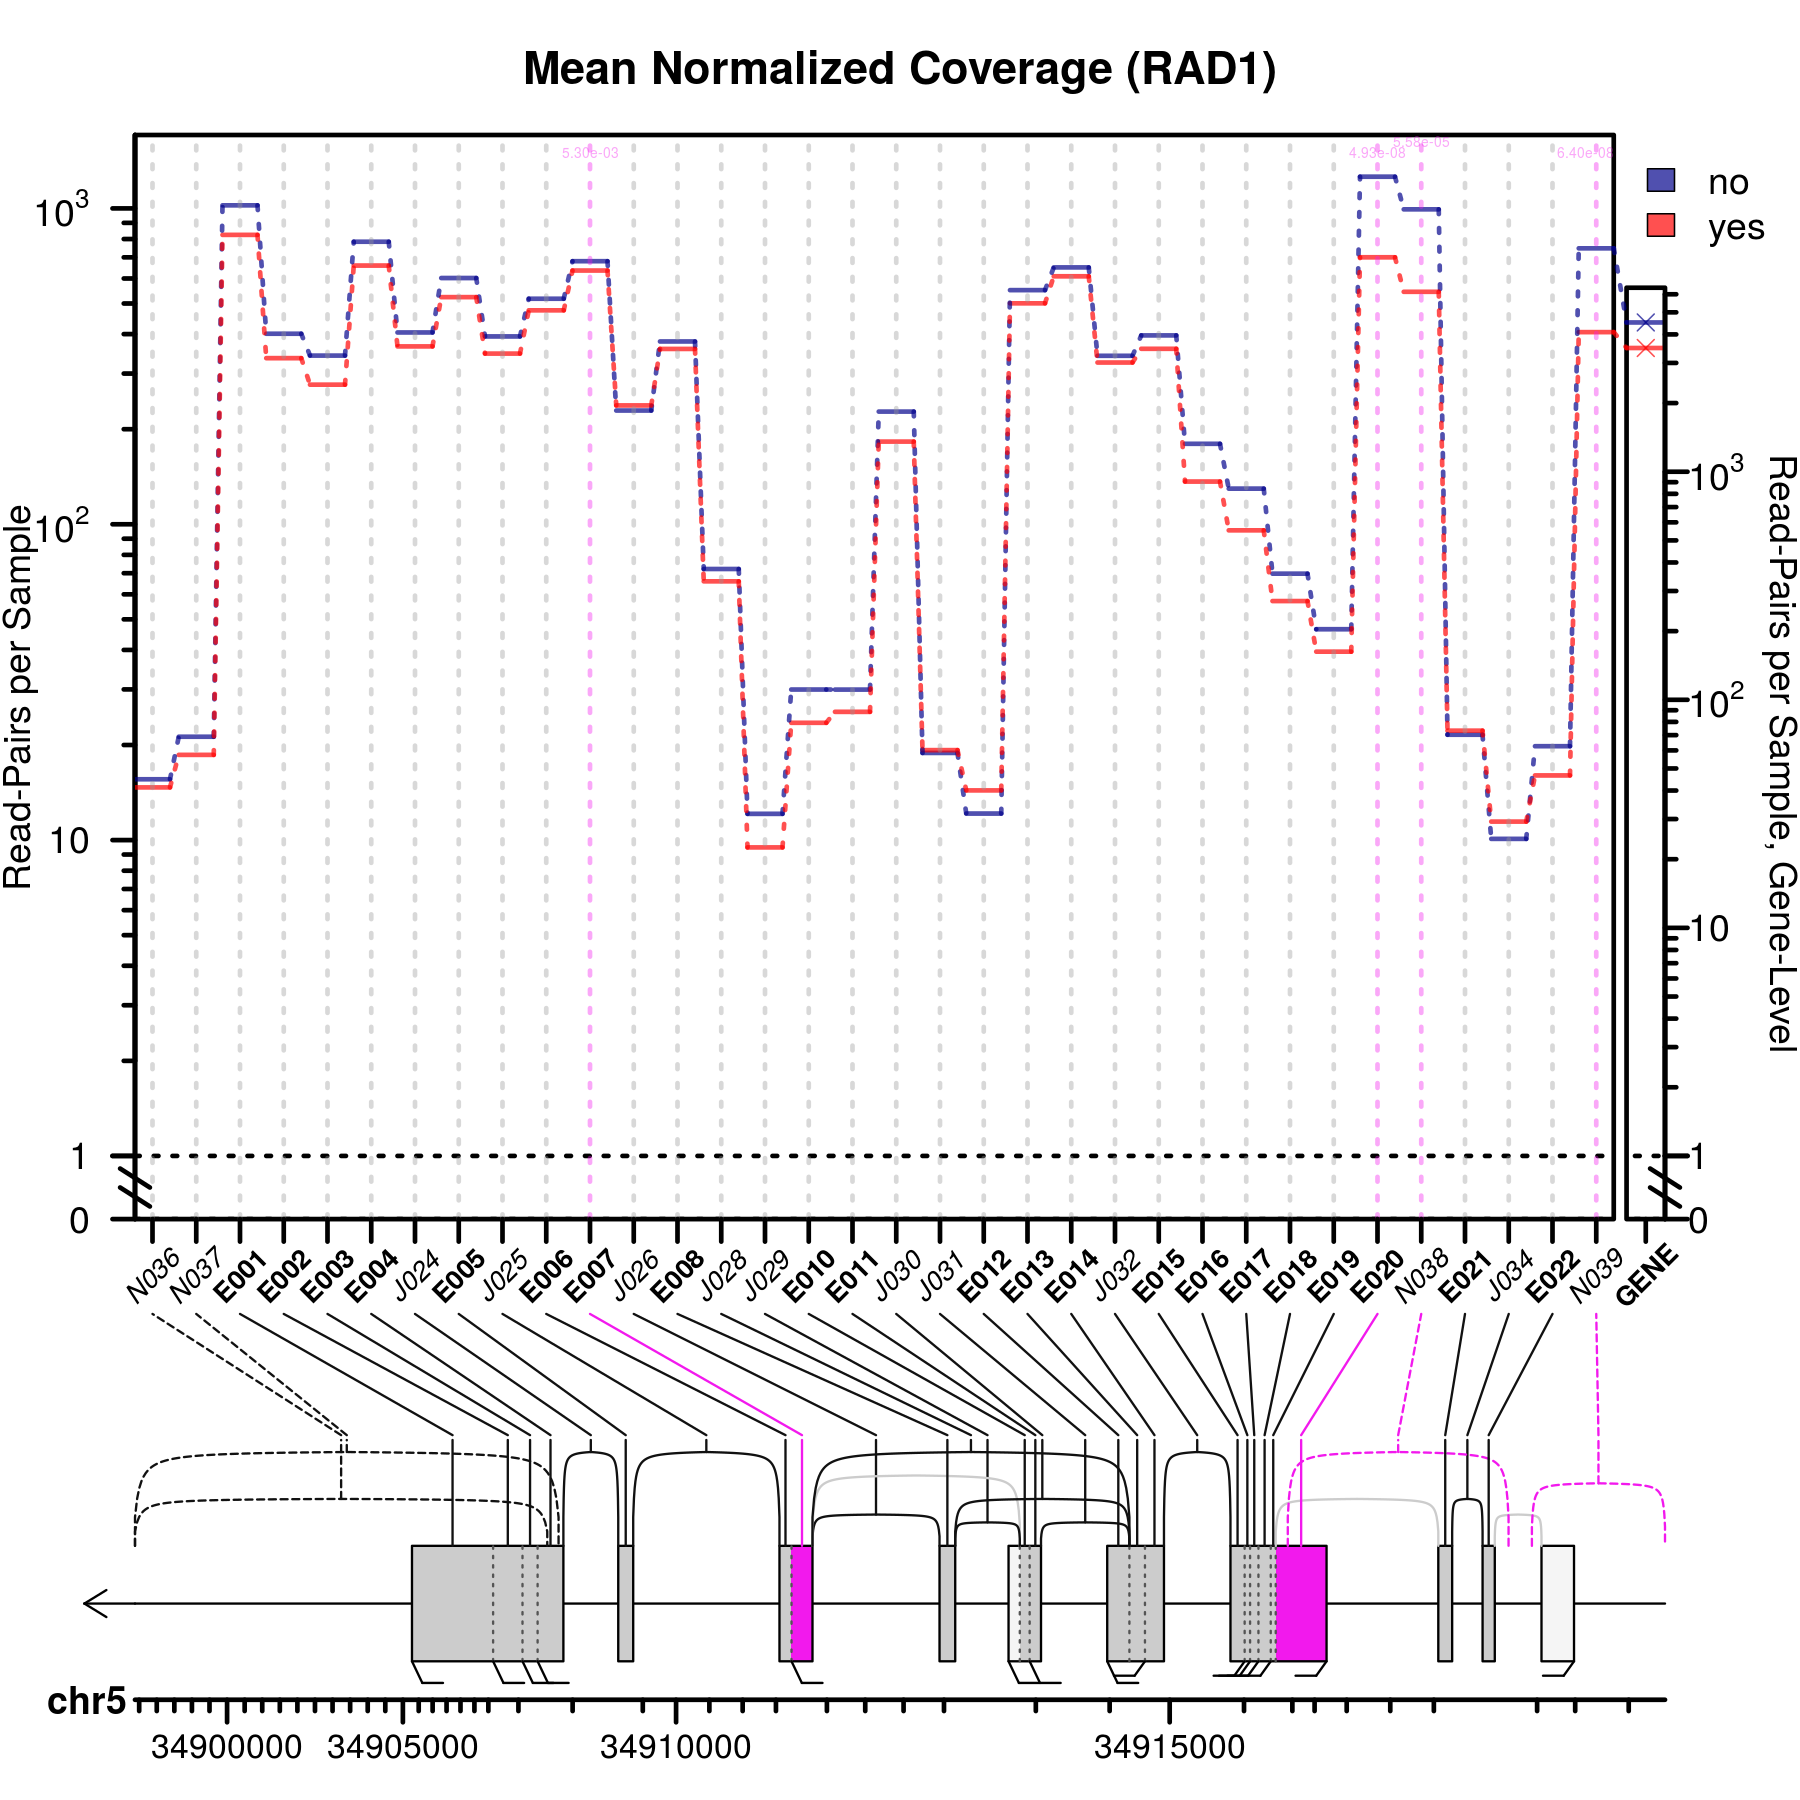 Mean Normalized Coverage (RAD1)
5.30e-03
4.93e-08
5.58e-05
6.40e-08
no
yes
10³
10²
10
1
0
Read-Pairs per Sample
10³
10²
10
1
0
Read-Pairs per Sample, Gene-Level
N036 N037 E001 E002 E003 E004 J024 E005 J025 E006 E007 J026 E008 J028 J029 E010 E011 J030 J031 E012 E013 E014 J032 E015 E016 E017 E018 E019 E020 N038 E021 J034 E022 N039 GENE
chr5
34900000 34905000 34910000 34915000